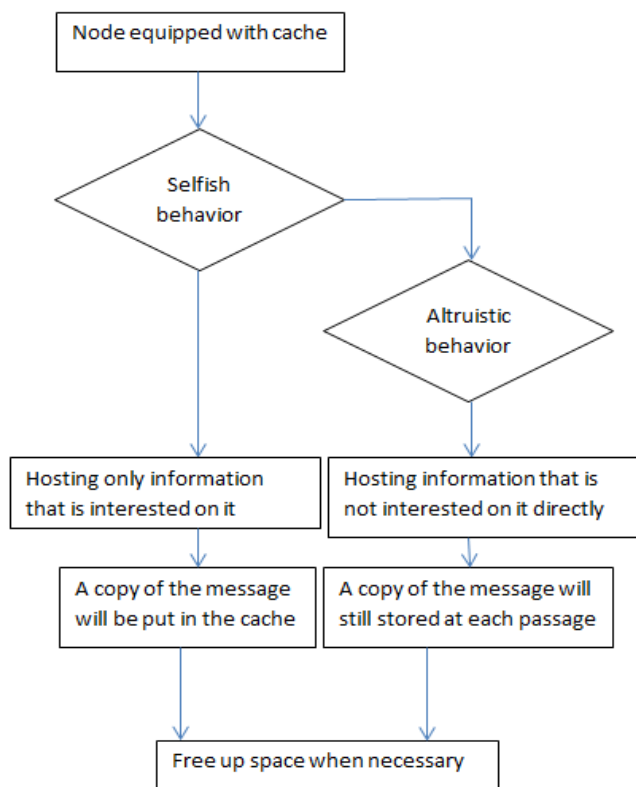 Node equipped with cache
Selfish
behavior
Altruistic
behavior
Hosting only information
that is interested on it
Hosting information that is
not interested on it directly
A copy of the message
will be put in the cache
A copy of the message will
still stored at each passage
Free up space when necessary